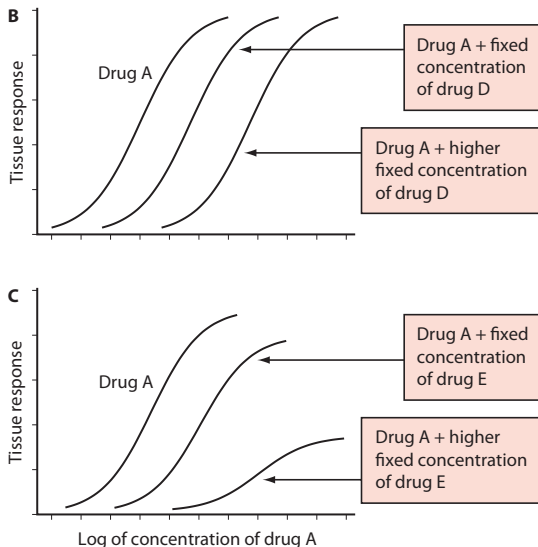 B
Tissue response
Drug A
Drug A + fixed
concentration
of drug D
Drug A + higher
fixed concentration
of drug D
C
Tissue response
Drug A
Drug A + fixed
concentration
of drug E
Drug A + higher
fixed concentration
of drug E
Log of concentration of drug A